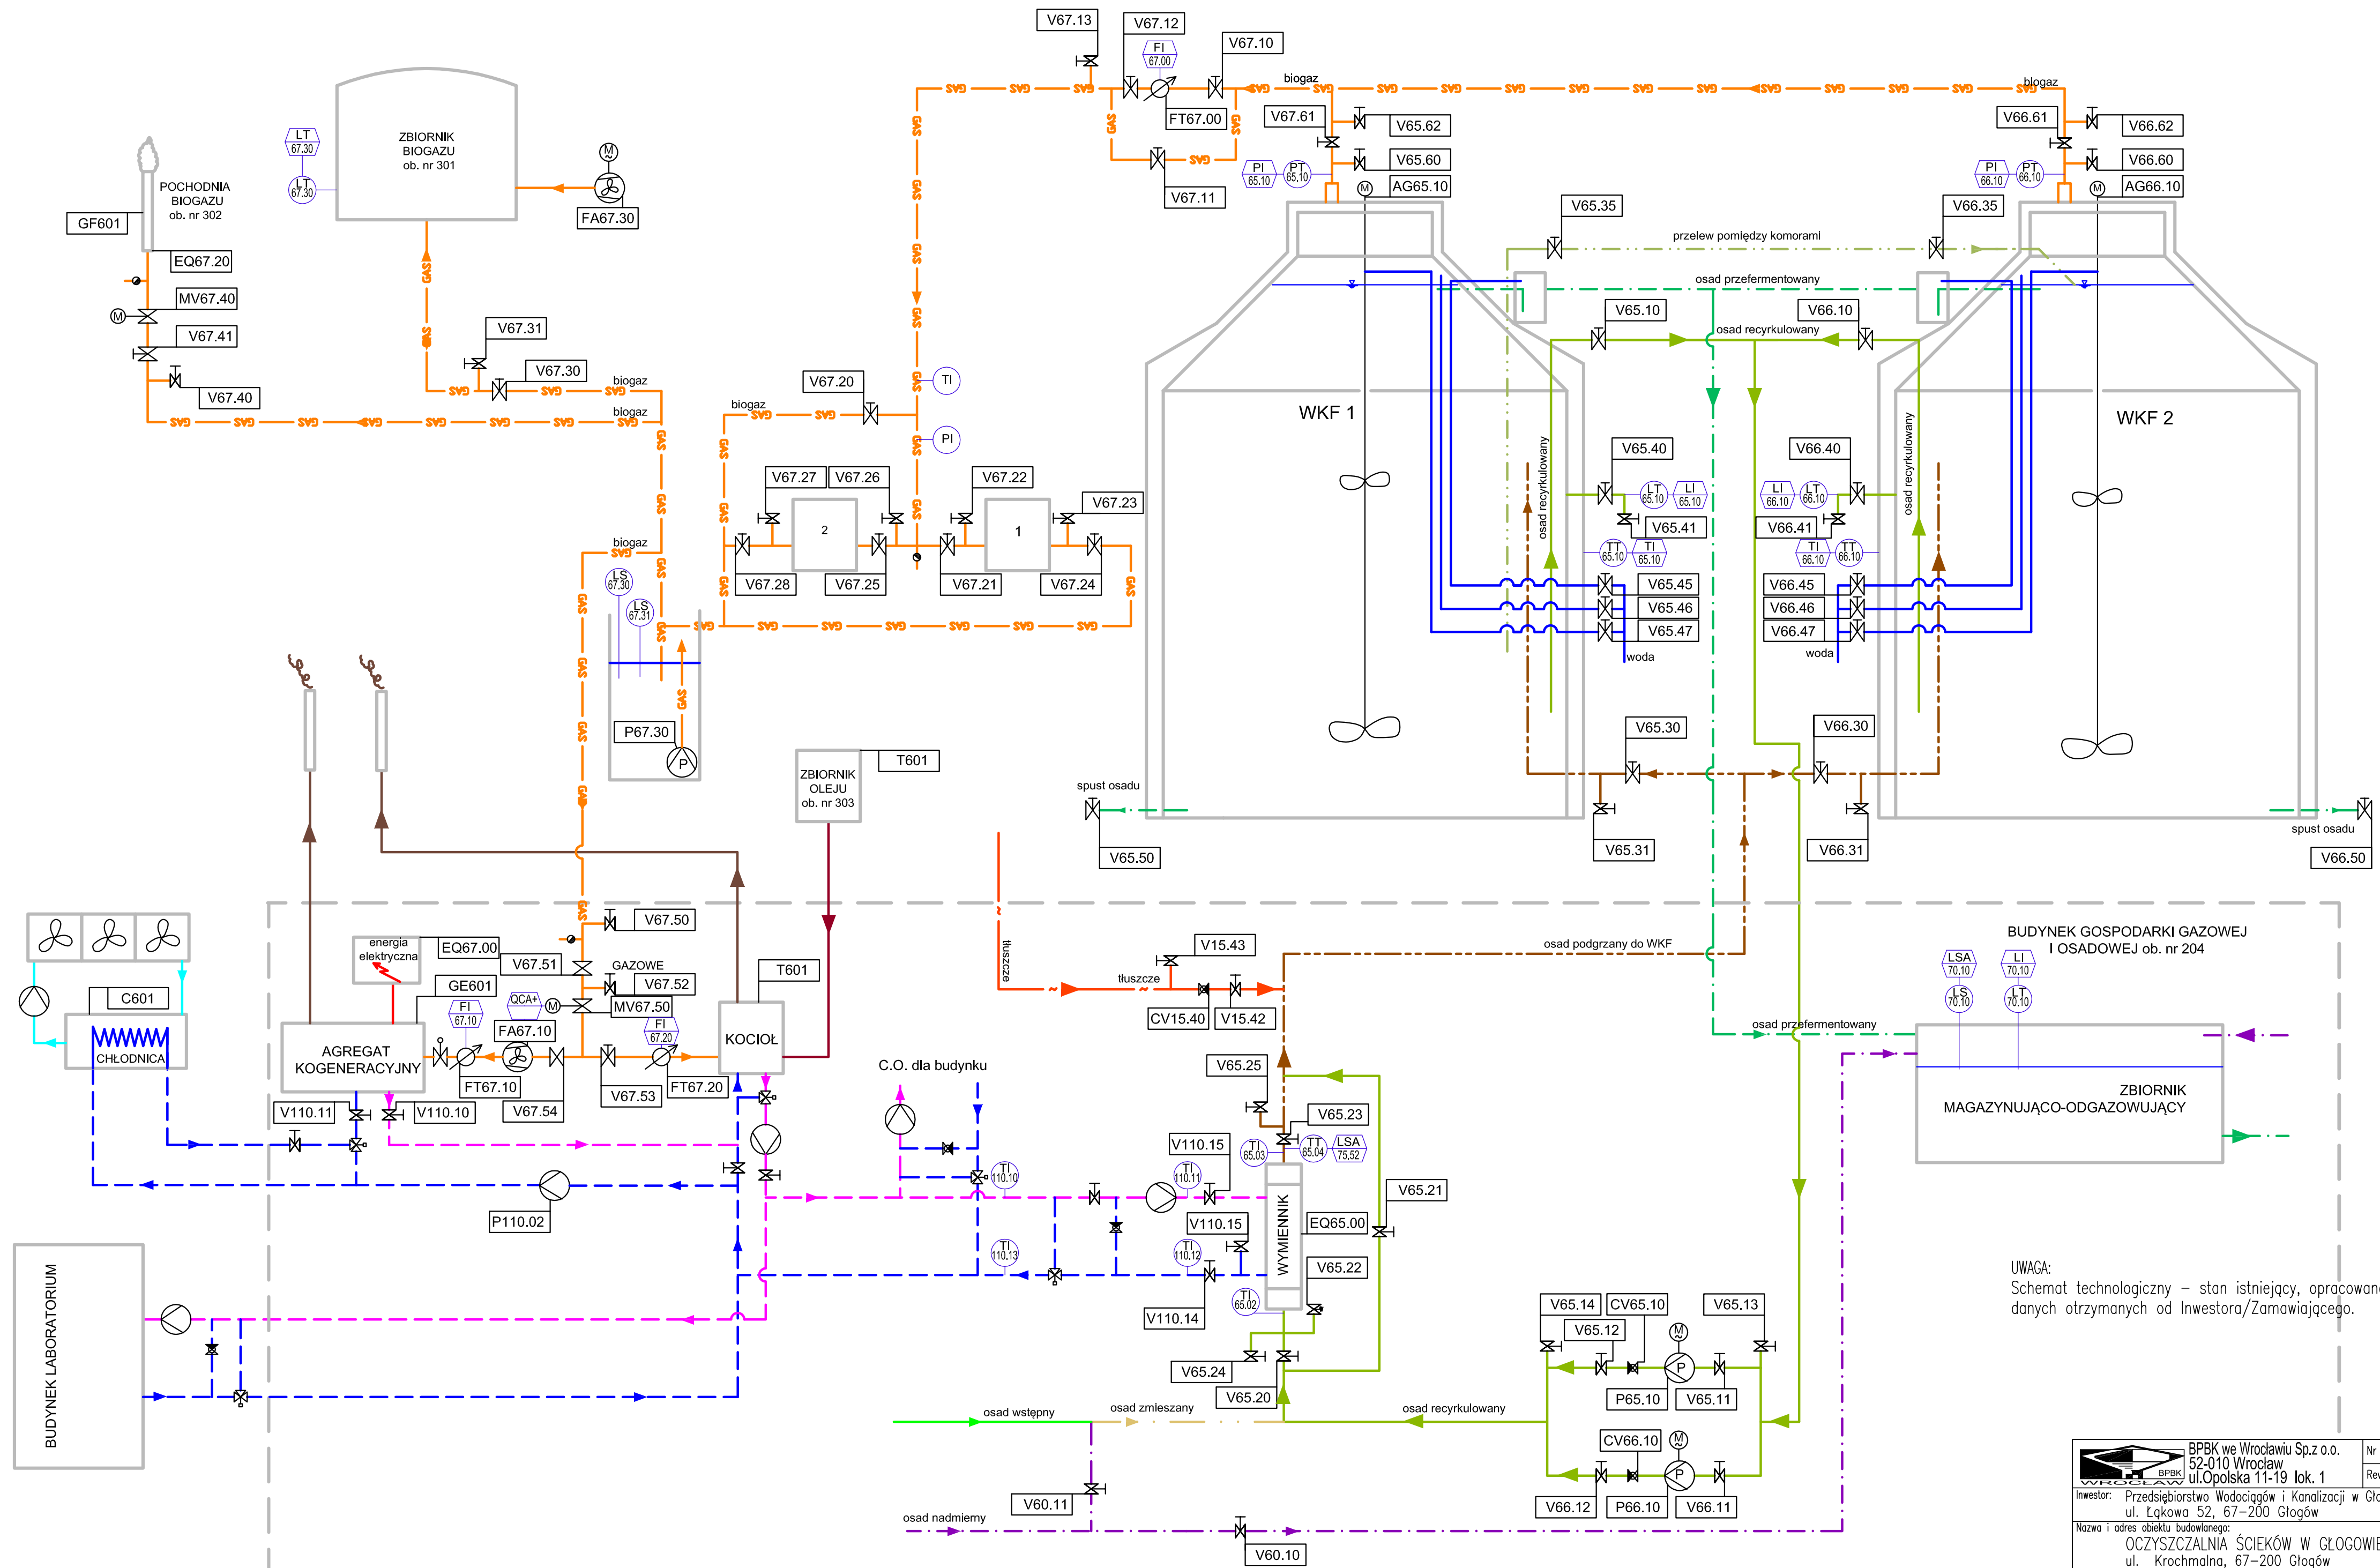 V67.13
V67.12
FI
67.00
V67.10
biogaz
biogaz
FT67.00
V67.61
V65.62
V65.60
V66.61
V66.62
V66.60
PI
65.10
PT
65.10
M
AG65.10
PI
66.10
PT
66.10
M
AG66.10
V67.11
LT
67.30
LT
67.30
ZBIORNIK
BIOGAZU
ob. nr 301
M
FA67.30
POCHODNIA
BIOGAZU
ob. nr 302
GF601
EQ67.20
MV67.40
M
V67.41
V67.40
V67.31
V67.30
biogaz
biogaz
V67.20
biogaz
TI
PI
V65.35
V66.35
przelew pomiędzy komorami
osad przefermentowany
V65.10
V66.10
osad recyrkulowany
WKF 1
WKF 2
osad recyrkulowany
osad recyrkulowany
V67.27
V67.26
V67.22
V67.23
2
1
V67.28
V67.25
V67.21
V67.24
biogaz
LS
67.30
LS
67.31
GAS
P67.30
P
V65.40
V66.40
LT
65.10
LI
65.10
LI
66.10
LT
66.10
V65.41
V66.41
TT
65.10
TI
65.10
TI
66.10
TT
66.10
V65.45
V66.45
V65.46
V66.46
V65.47
V66.47
woda
woda
V65.30
V66.30
V65.31
V66.31
spust osadu
V65.50
spust osadu
V66.50
ZBIORNIK
OLEJU
ob. nr 303
T601
energia
elektryczna
EQ67.00
GE601
V67.50
V67.51
GAZOWE
V67.52
QCA+
M
MV67.50
FI
67.10
FA67.10
FI
67.20
T601
KOCIOŁ
C601
CHŁODNICA
AGREGAT
KOGENERACYJNY
FT67.10
V67.54
V67.53
FT67.20
V110.11
V110.10
P110.02
BUDYNEK LABORATORIUM
tłuszcze
tłuszcze
V15.43
CV15.40
V15.42
osad podgrzany do WKF
BUDYNEK GOSPODARKI GAZOWEJ
I OSADOWEJ ob. nr 204
LSA
70.10
LI
70.10
LS
70.10
LT
70.10
osad przefermentowany
ZBIORNIK
MAGAZYNUJĄCO-ODGAZOWUJĄCY
C.O. dla budynku
V65.25
V65.23
TI
65.03
TT
65.04
LSA
75.52
V110.15
TI
110.10
TI
110.11
V65.21
V110.15
WYMIENNIK
EQ65.00
TI
110.13
TI
110.12
V65.22
TI
65.02
V110.14
V65.24
V65.20
V65.14
CV65.10
V65.13
V65.12
M
P
P65.10
V65.11
osad wstępny
osad zmieszany
osad recyrkulowany
CV66.10
M
P
V66.12
P66.10
V66.11
V60.11
osad nadmierny
V60.10
UWAGA:
Schemat technologiczny – stan istniejący, opracowan
danych otrzymanych od Inwestora/Zamawiającego.
BPBK
WROCŁAW
BPBK we Wrocławiu Sp.z o.o.
52-010 Wrocław
ul.Opolska 11-19 lok. 1
Nr
Rev
Inwestor:
Przedsiębiorstwo Wodociągów i Kanalizacji w Gło
ul. Łąkowa 52, 67–200 Głogów
Nazwa i adres obiektu budowlanego:
OCZYSZCZALNIA ŚCIEKÓW W GŁOGOWIE
ul. Krochmalna, 67–200 Głogów